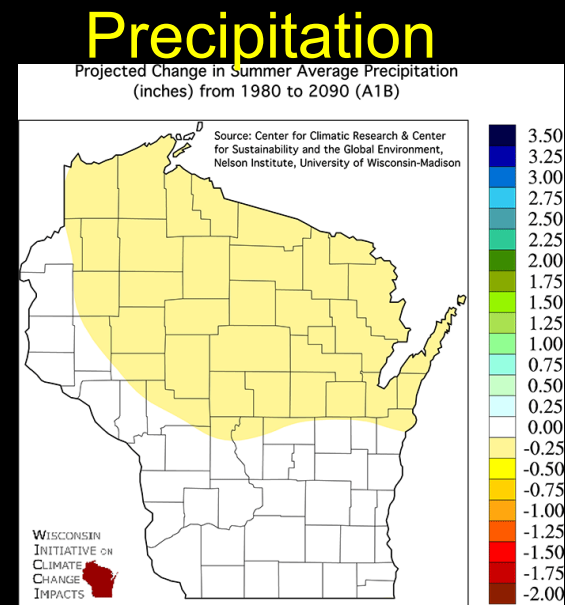 Precipitation
Projected Change in Summer Average Precipitation
(inches) from 1980 to 2090 (A1B)
Source: Center for Climatic Research & Center
for Sustainability and the Global Environment,
Nelson Institute, University of Wisconsin-Madison
3.50
3.25
3.00
2.75
2.50
2.25
2.00
1.75
1.50
1.25
1.00
0.75
0.50
0.25
0.00
-0.25
-0.50
-0.75
-1.00
-1.25
-1.50
-1.75
-2.00
WISCONSIN
INITIATIVE ON
CLIMATE
CHANGE
IMPACTS